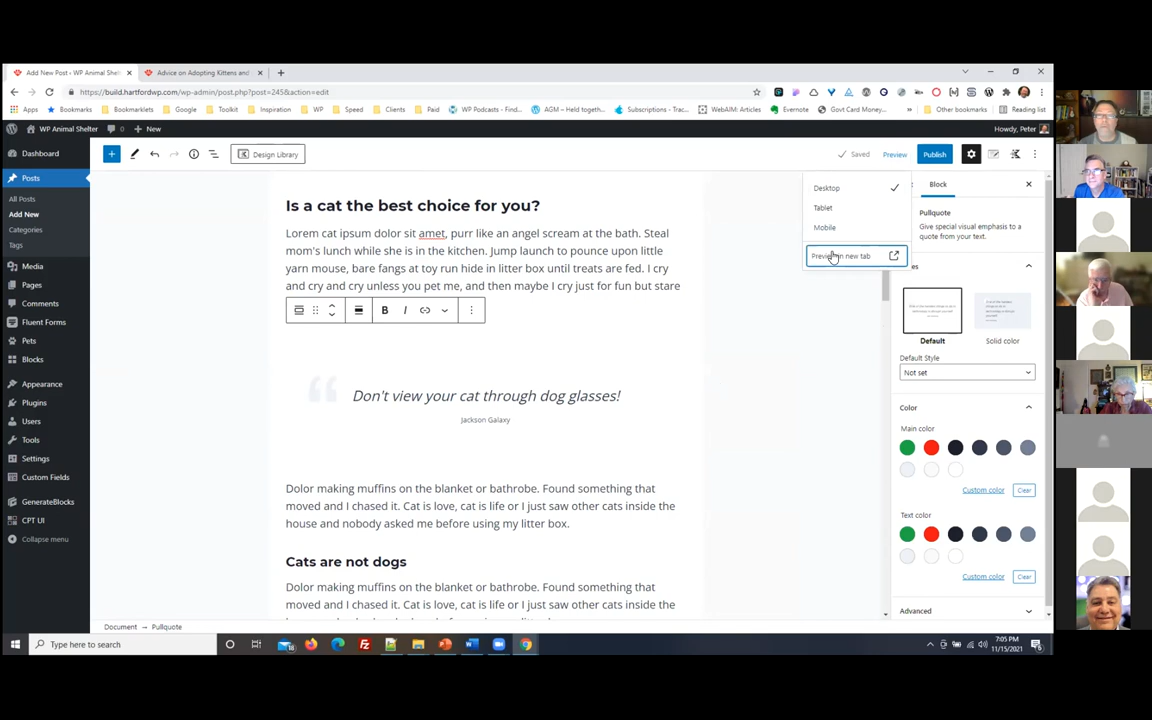 Add New Post ‹ WP Animal Shelt
Advice on Adopting Kittens and
https://build.hartfordwp.com/wp-admin/post.php?post=245&action=edit
Apps
Bookmarks
Bookmarklets
Google
Toolkit
Inspiration
WP
Speed
Clients
Paid
WP Podcasts - Find...
AGM – Held togeth...
Subscriptions - Trac...
WebAIM: Articles
Evernote
Govt Card Money...
»
Other bookmarks
Reading list
WP Animal Shelter
0
New
Howdy, Peter
Dashboard
Posts
All Posts
Add New
Categories
Tags
Media
Pages
Comments
Fluent Forms
Pets
Blocks
Appearance
Plugins
Users
Tools
Settings
Custom Fields
GenerateBlocks
CPT UI
Collapse menu
Design Library
Saved
Preview
Publish
Desktop
Tablet
Mobile
Is a cat the best choice for you?
Lorem cat ipsum dolor sit amet, purr like an angel scream at the bath. Steal
mom's lunch while she is in the kitchen. Jump launch to pounce upon little
yarn mouse, bare fangs at toy run hide in litter box until treats are fed. I cry
and cry and cry unless you pet me, and then maybe I cry just for fun but stare
B I
Don't view your cat through dog glasses!
Jackson Galaxy
Dolor making muffins on the blanket or bathrobe. Found something that
moved and I chased it. Cat is love, cat is life or I just saw other cats inside the
house and nobody asked me before using my litter box.
Cats are not dogs
Dolor making muffins on the blanket or bathrobe. Found something that
moved and I chased it. Cat is love, cat is life or I just saw other cats inside the
Block
Pullquote
Give special visual emphasis to a
quote from your text.
in new tab
Default
Solid color
Default Style
Not set
Color
Main color
Custom color
Clear
Text color
Custom color
Clear
Advanced
Document → Pullquote
Type here to search
7:05 PM
11/15/2021